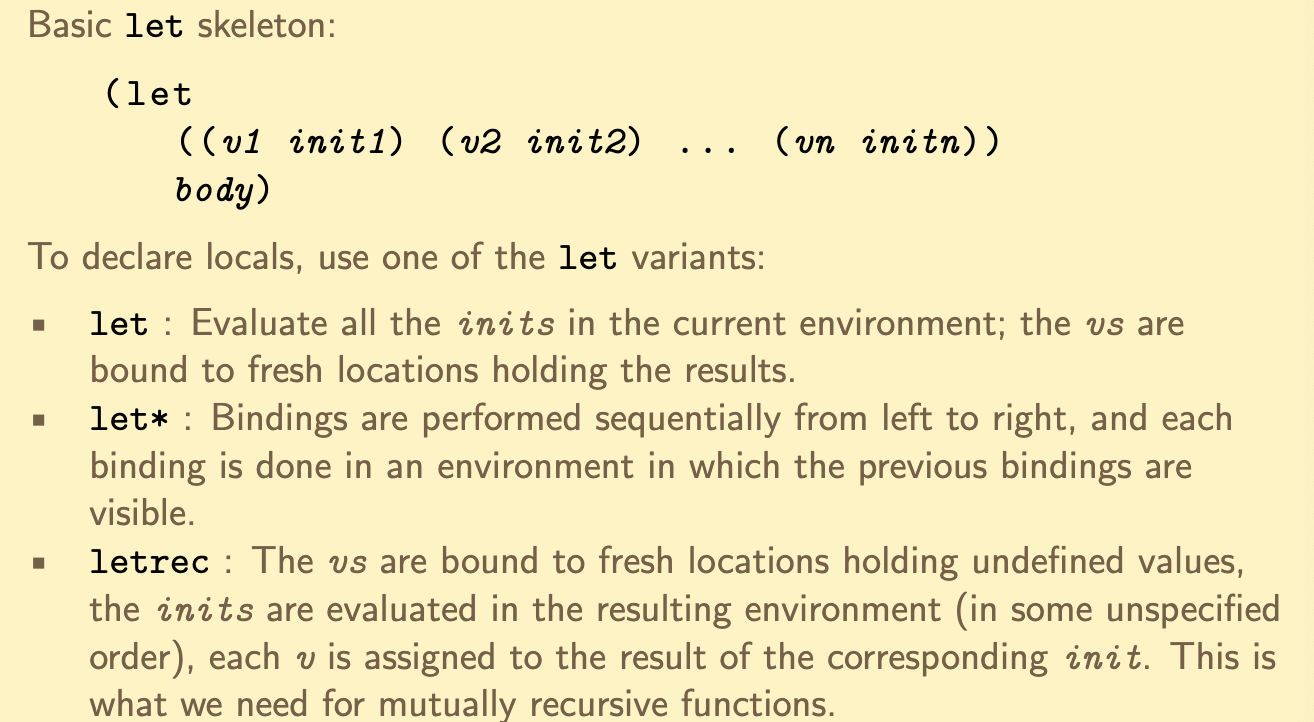 Basic let skeleton:
(let
((v1 init1) (v2 init2) ... (vn initn))
body)
To declare locals, use one of the let variants:
▪ let : Evaluate all the inits in the current environment; the vs are
bound to fresh locations holding the results.
▪ let* : Bindings are performed sequentially from left to right, and each
binding is done in an environment in which the previous bindings are
visible.
▪ letrec : The vs are bound to fresh locations holding undefined values,
the inits are evaluated in the resulting environment (in some unspecified
order), each v is assigned to the result of the corresponding init. This is
what we need for mutually recursive functions.